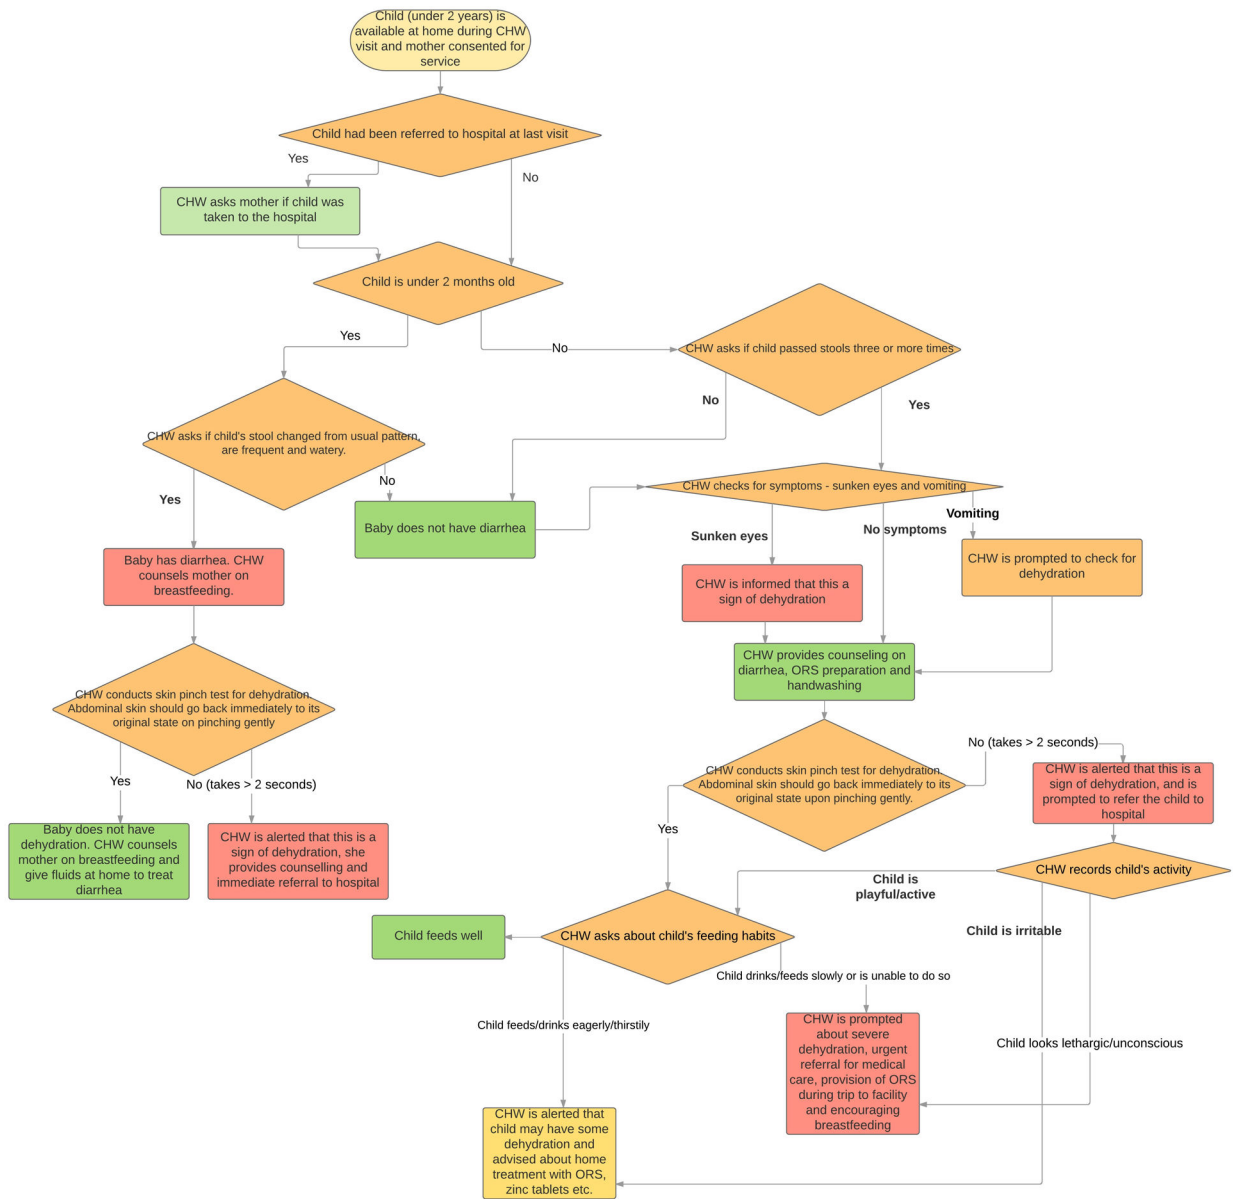 Child (under 2 years) is
available at home during CHW
visit and mother consented for
service
Child had been referred to hospital at last visit
Yes
No
CHW asks mother if child was
taken to the hospital
Child is under 2 months old
Yes
No
CHW asks if child passed stools three or more times
No
Yes
CHW asks if child's stool changed from usual pattern,
are frequent and watery.
No
Yes
Baby does not have diarrhea
CHW checks for symptoms - sunken eyes and vomiting
Sunken eyes
No symptoms
Vomiting
CHW is prompted to check for
dehydration
Baby has diarrhea. CHW
counsels mother on
breastfeeding.
CHW is informed that this a
sign of dehydration
CHW provides counseling on
diarrhea, ORS preparation and
handwashing
CHW conducts skin pinch test for dehydration.
Abdominal skin should go back immediately to its
original state on pinching gently
Yes
No (takes > 2 seconds)
Baby does not have
dehydration. CHW counsels
mother on breastfeeding and
give fluids at home to treat
diarrhea
CHW is alerted that this is a
sign of dehydration, she
provides counselling and
immediate referral to hospital
CHW conducts skin pinch test for dehydration.
Abdominal skin should go back immediately to its
original state upon pinching gently.
No (takes > 2 seconds)
Yes
CHW is alerted that this is a
sign of dehydration, and is
prompted to refer the child to
hospital
CHW records child's activity
Child is
playful/active
Child is irritable
Child looks lethargic/unconscious
CHW asks about child's feeding habits
Child feeds well
Child drinks/feeds slowly or is unable to do so
Child feeds/drinks eagerly/thirstily
CHW is prompted
about severe
dehydration, urgent
referral for medical
care, provision of ORS
during trip to facility
and encouraging
breastfeeding
CHW is alerted that
child may have some
dehydration and
advised about home
treatment with ORS,
zinc tablets etc.